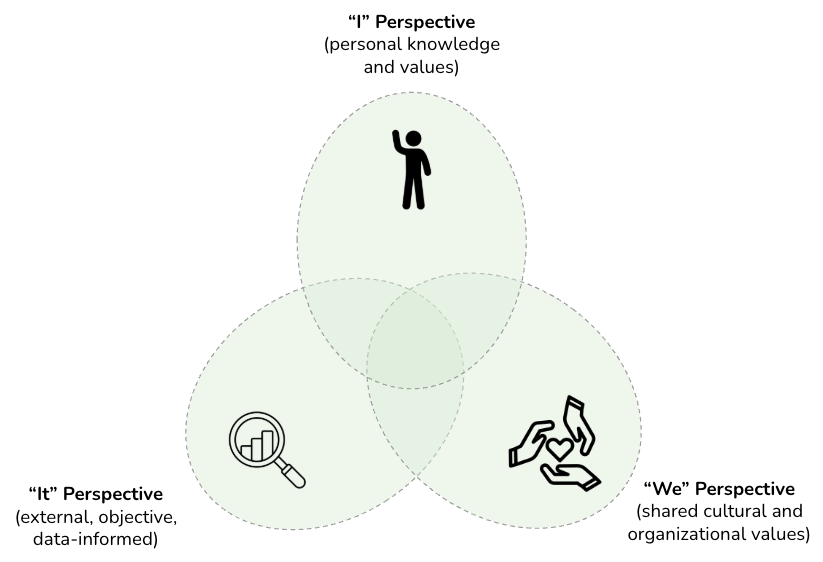 “I” Perspective
(personal knowledge
and values)
“It” Perspective
(external, objective,
data-informed)
“We” Perspective
(shared cultural and
organizational values)